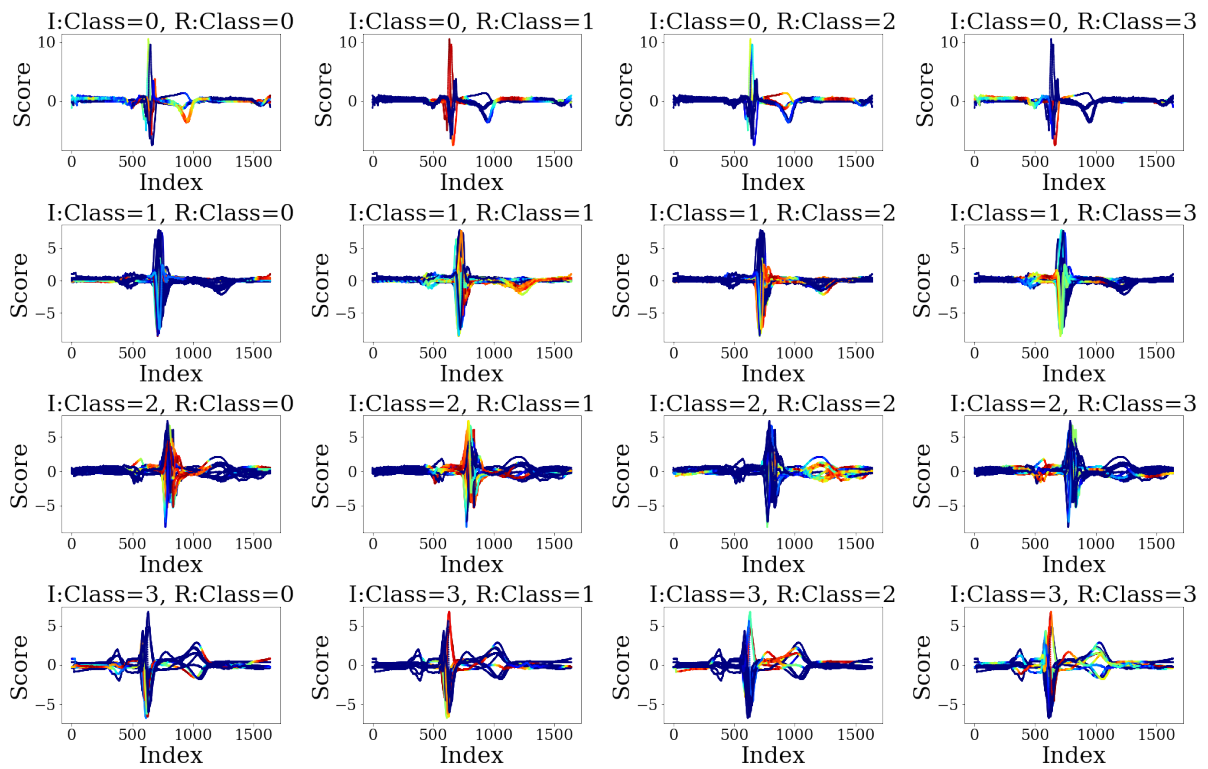 I:Class=0, R:Class=0 I:Class=0, R:Class=1 I:Class=0, R:Class=2 I:Class=0, R:Class=3
10 10 10 10
Score Score Score Score
0 0 0 0
0 500 1000 1500 0 500 1000 1500 0 500 1000 1500 0 500 1000 1500
Index Index Index Index
I:Class=1, R:Class=0 I:Class=1, R:Class=1 I:Class=1, R:Class=2 I:Class=1, R:Class=3
5 5 5 5
Score Score Score Score
0 0 0 0
−5 −5 −5 −5
0 500 1000 1500 0 500 1000 1500 0 500 1000 1500 0 500 1000 1500
Index Index Index Index
I:Class=2, R:Class=0 I:Class=2, R:Class=1 I:Class=2, R:Class=2 I:Class=2, R:Class=3
5 5 5 5
Score Score Score Score
0 0 0 0
−5 −5 −5 −5
0 500 1000 1500 0 500 1000 1500 0 500 1000 1500 0 500 1000 1500
Index Index Index Index
I:Class=3, R:Class=0 I:Class=3, R:Class=1 I:Class=3, R:Class=2 I:Class=3, R:Class=3
5 5 5 5
Score Score Score Score
0 0 0 0
−5 −5 −5 −5
0 500 1000 1500 0 500 1000 1500 0 500 1000 1500 0 500 1000 1500
Index Index Index Index